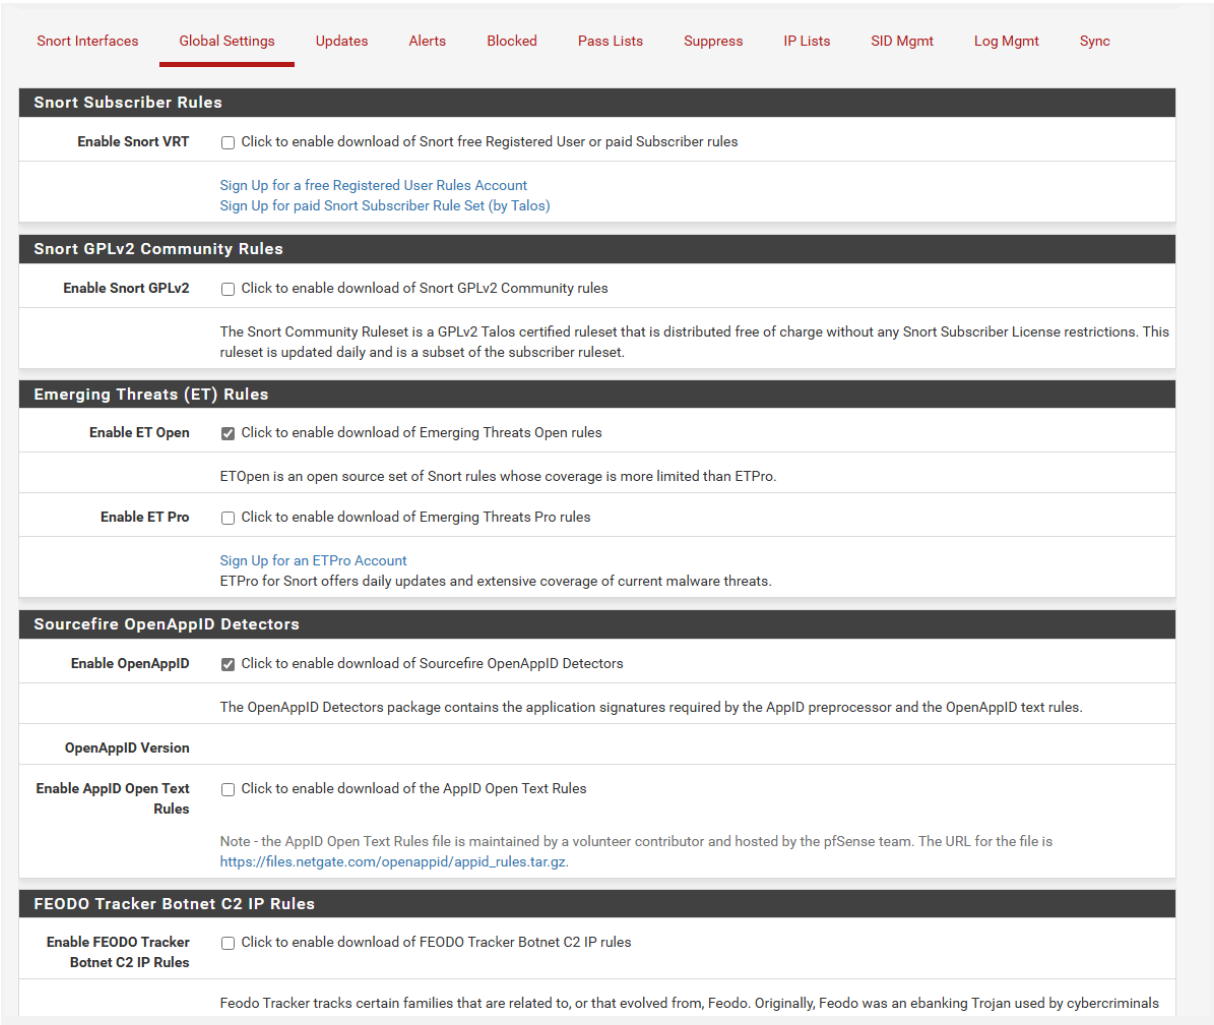 Snort Interfaces Global Settings Updates Alerts Blocked Pass Lists Suppress IP Lists SID Mgmt Log Mgmt Sync
Snort Subscriber Rules
Enable Snort VRT Click to enable download of Snort free Registered User or paid Subscriber rules
Sign Up for a free Registered User Rules Account
Sign Up for paid Snort Subscriber Rule Set (by Talos)
Snort GPLv2 Community Rules
Enable Snort GPLv2 Click to enable download of Snort GPLv2 Community rules
The Snort Community Ruleset is a GPLv2 Talos certified ruleset that is distributed free of charge without any Snort Subscriber License restrictions. This
ruleset is updated daily and is a subset of the subscriber ruleset.
Emerging Threats (ET) Rules
Enable ET Open Click to enable download of Emerging Threats Open rules
ETOpen is an open source set of Snort rules whose coverage is more limited than ETPro.
Enable ET Pro Click to enable download of Emerging Threats Pro rules
Sign Up for an ETPro Account
ETPro for Snort offers daily updates and extensive coverage of current malware threats.
Sourcefire OpenAppID Detectors
Enable OpenAppID Click to enable download of Sourcefire OpenAppID Detectors
The OpenAppID Detectors package contains the application signatures required by the AppID preprocessor and the OpenAppID text rules.
OpenAppID Version
Enable AppID Open Text Click to enable download of the AppID Open Text Rules
Rules
Note - the AppID Open Text Rules file is maintained by a volunteer contributor and hosted by the pfSense team. The URL for the file is
https://files.netgate.com/openappid/appid_rules.tar.gz.
FEODO Tracker Botnet C2 IP Rules
Enable FEODO Tracker Click to enable download of FEODO Tracker Botnet C2 IP rules
Botnet C2 IP Rules
Feodo Tracker tracks certain families that are related to, or that evolved from, Feodo. Originally, Feodo was an ebanking Trojan used by cybercriminals